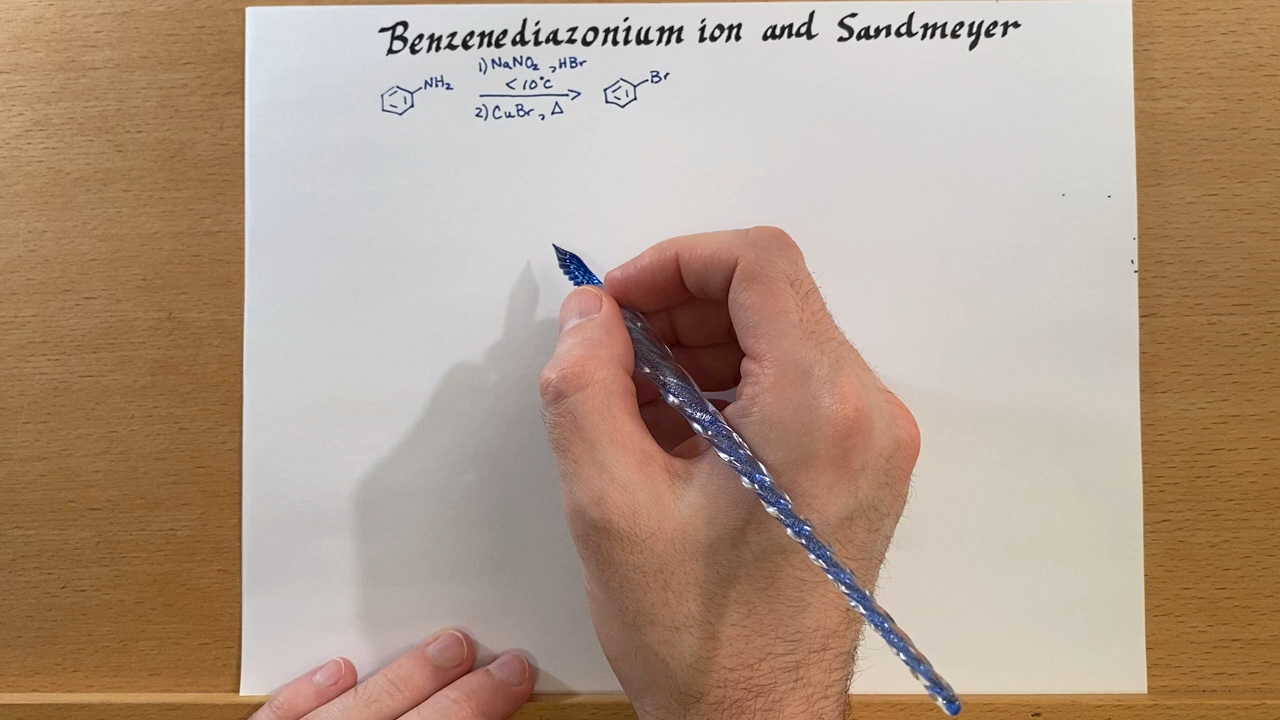 Benzenediazonium ion and Sandmeyer
1) NaNO₂, HBr
<10°C
NH₂
Br
2) CuBr, Δ